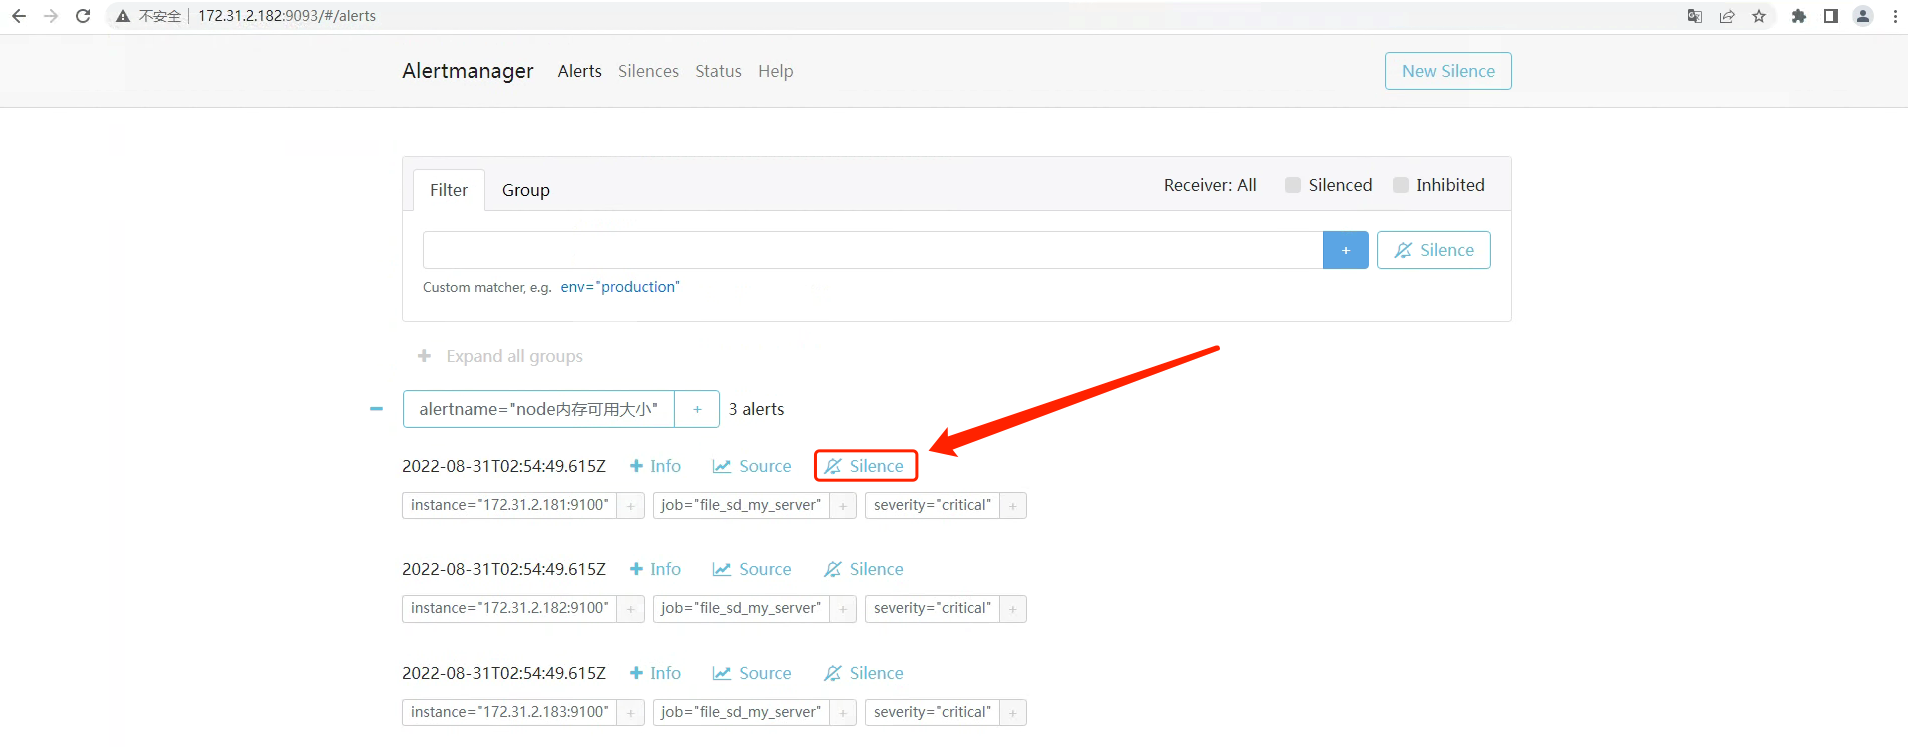 不安全 172.31.2.182:9093/#/alerts
Alertmanager Alerts Silences Status Help New Silence
Filter Group Receiver: All Silenced Inhibited
+ Silence
Custom matcher, e.g. env="production"
+ Expand all groups
− alertname="node内存可用大小" + 3 alerts
2022-08-31T02:54:49.615Z + Info Source Silence
instance="172.31.2.181:9100" + job="file_sd_my_server" + severity="critical" +
2022-08-31T02:54:49.615Z + Info Source Silence
instance="172.31.2.182:9100" + job="file_sd_my_server" + severity="critical" +
2022-08-31T02:54:49.615Z + Info Source Silence
instance="172.31.2.183:9100" + job="file_sd_my_server" + severity="critical" +